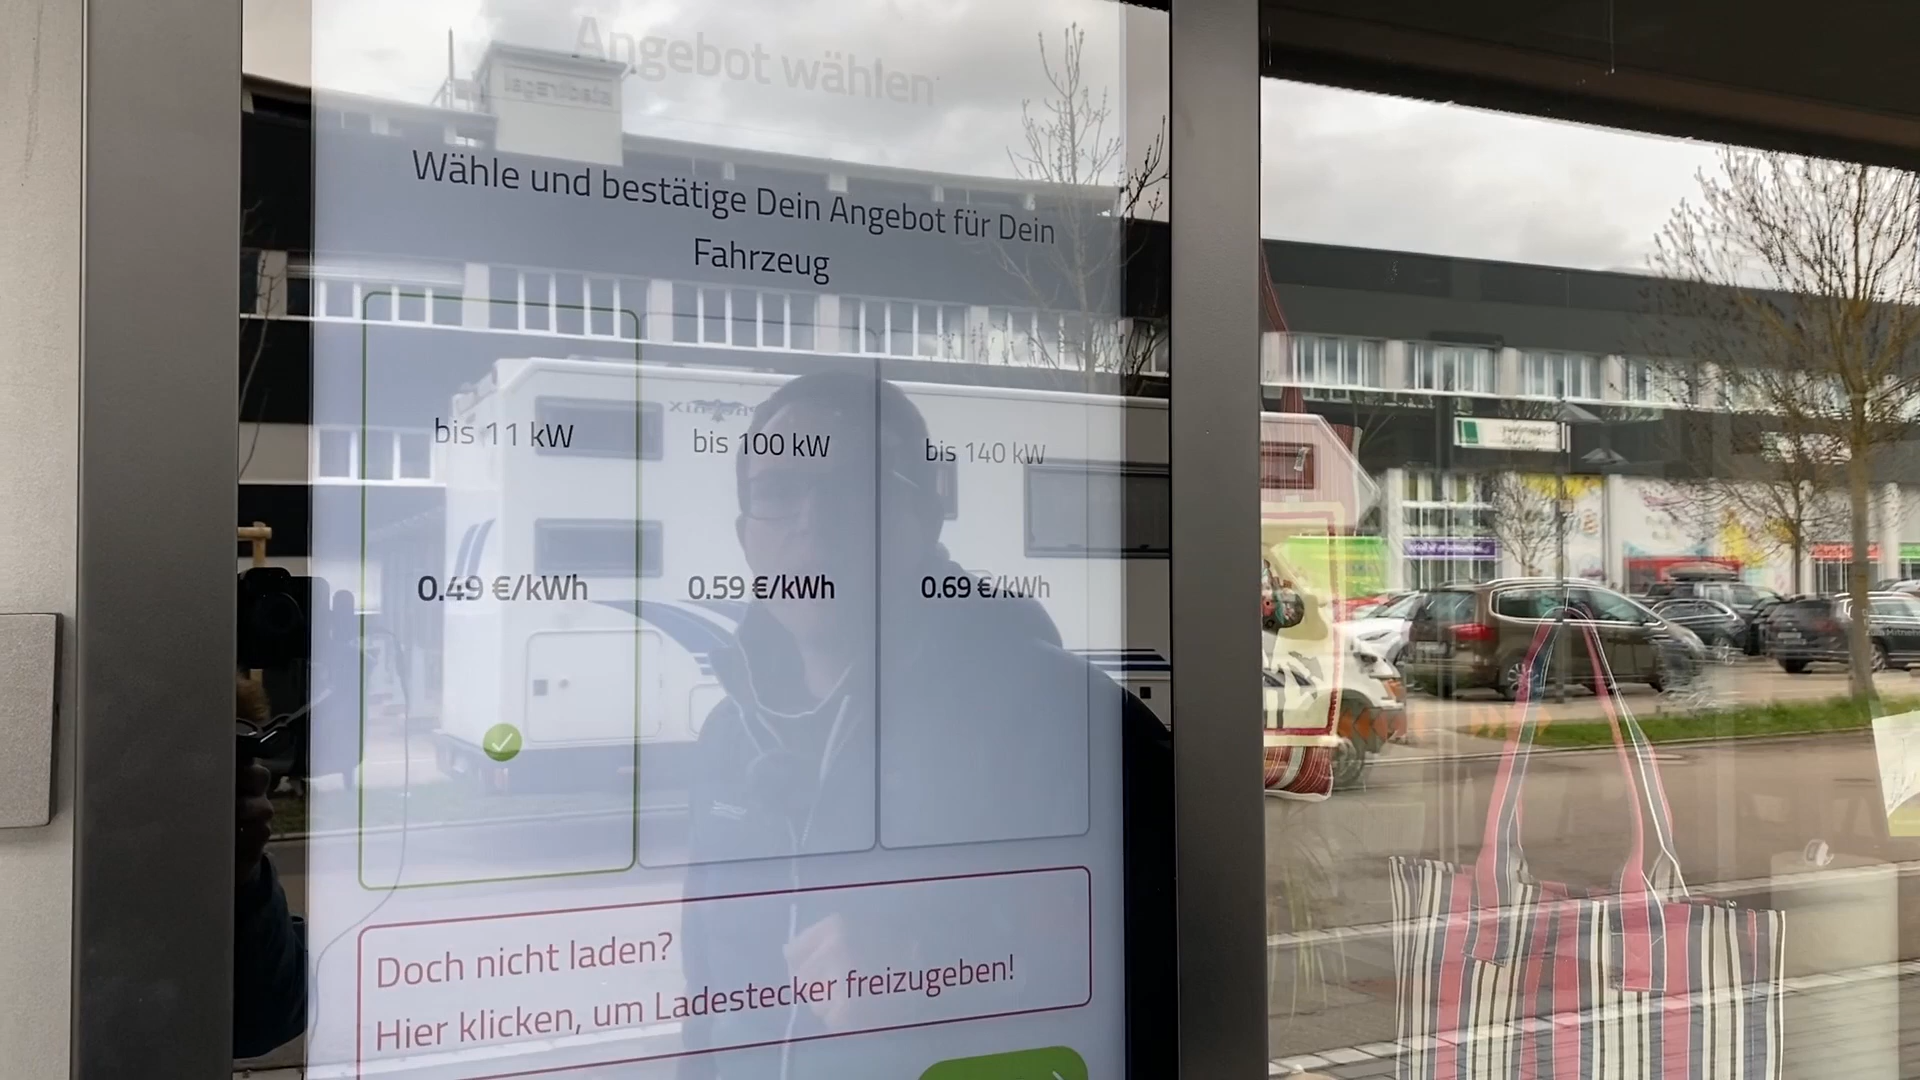 Angebot wählen
Wähle und bestätige Dein Angebot für Dein
Fahrzeug
bis 11 kW
bis 100 kW
bis 140 kW
0.49 €/kWh
0.59 €/kWh
0.69 €/kWh
Doch nicht laden?
Hier klicken, um Ladestecker freizugeben!